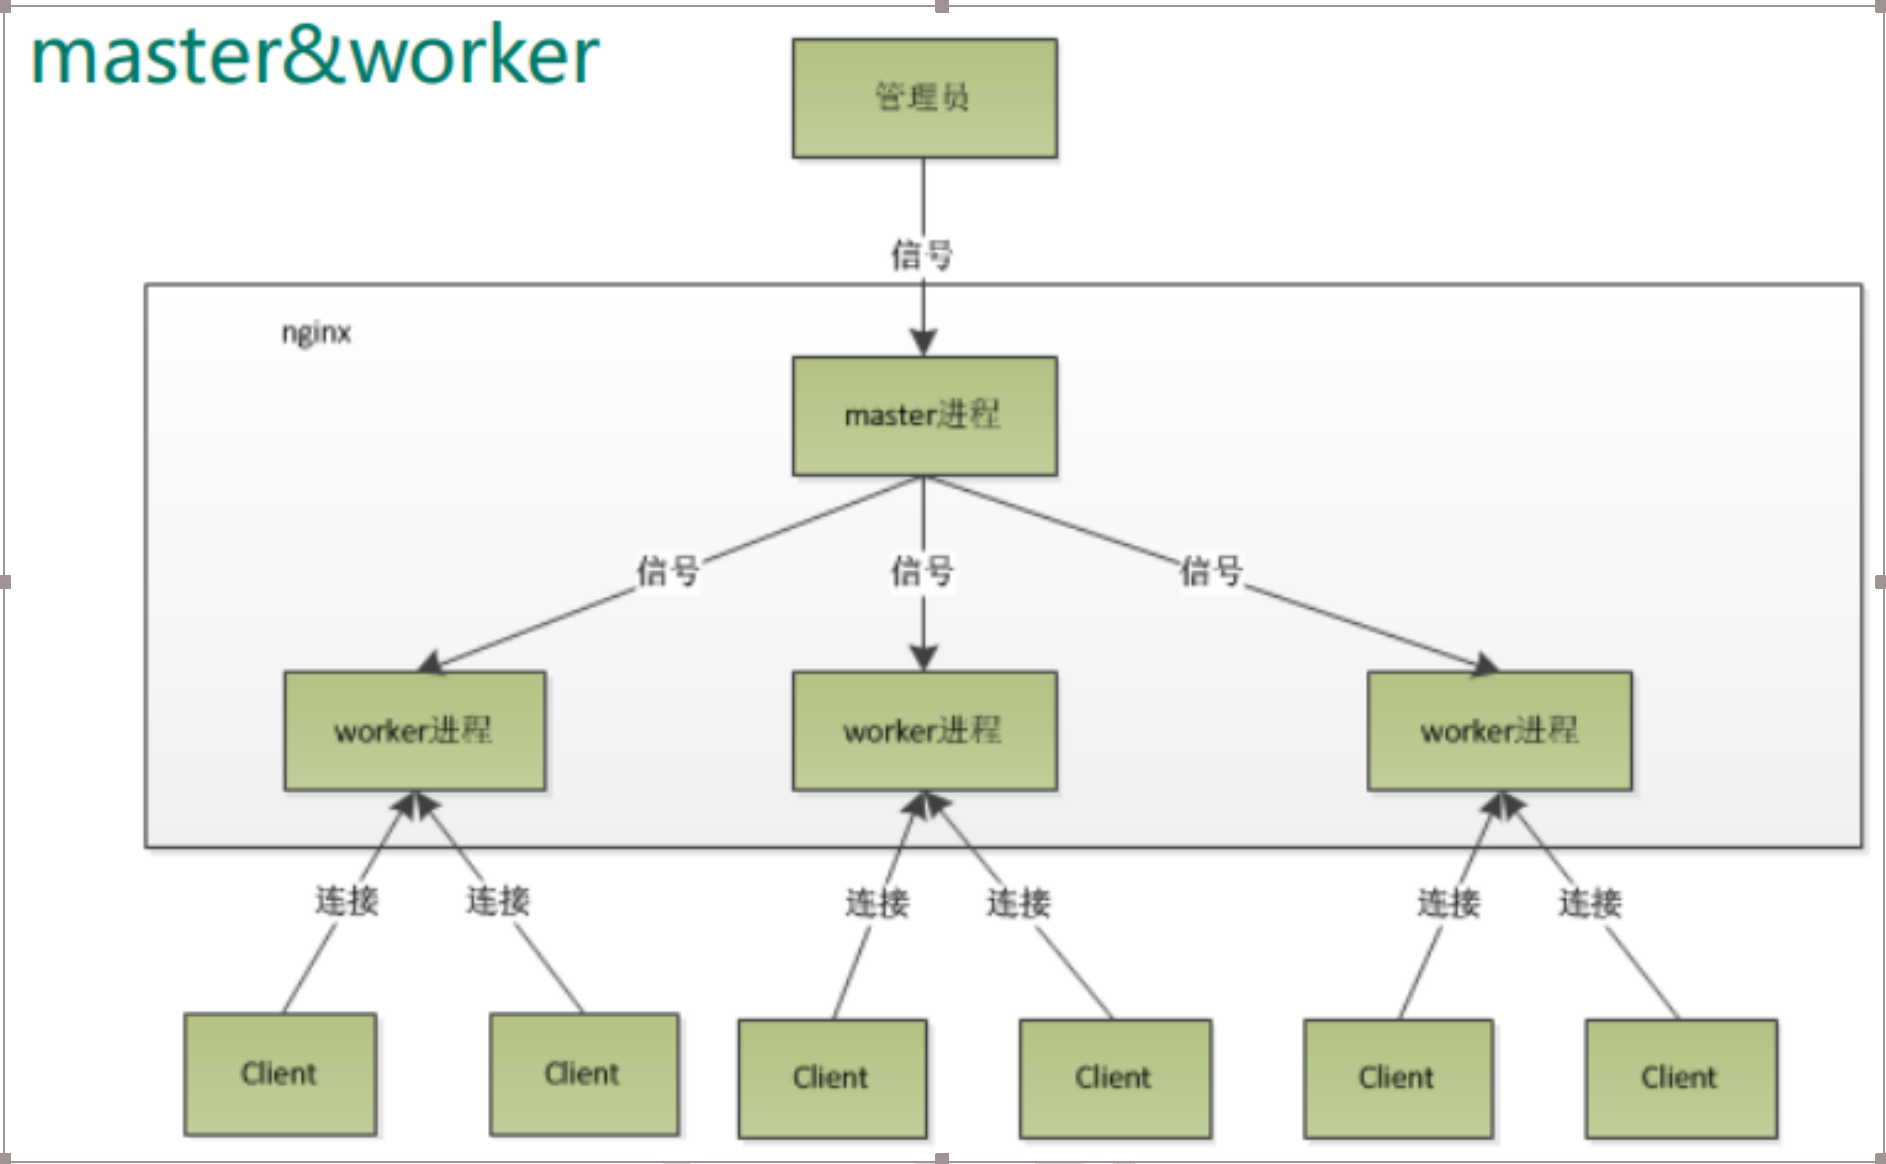 master&worker
管理员
信号
nginx
master进程
信号 信号 信号
worker进程 worker进程 worker进程
连接 连接 连接 连接 连接 连接
Client Client Client Client Client Client